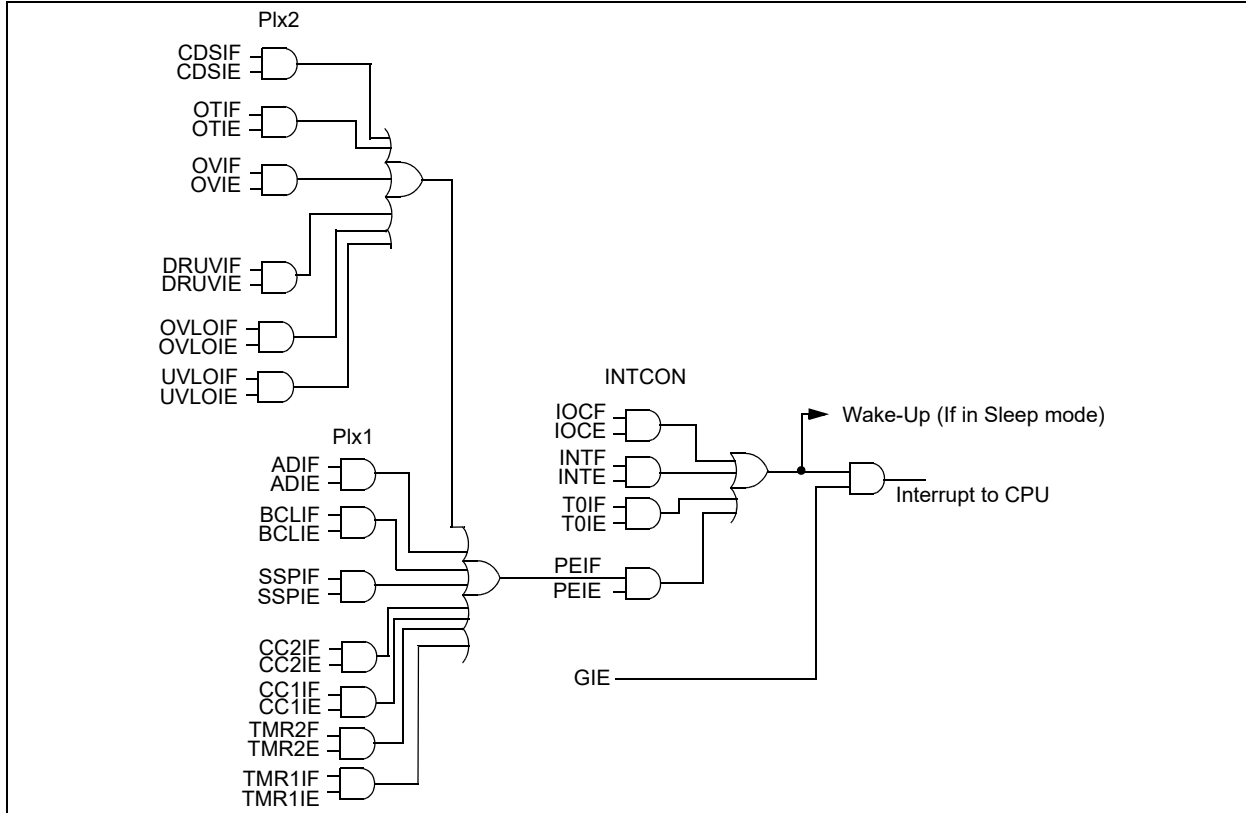 PIx2
CDSIF
CDSIE
OTIF
OTIE
OVIF
OVIE
DRUVIF
DRUVIE
OVLOIF
OVLOIE
UVLOIF
UVLOIE
PIx1
ADIF
ADIE
BCLIF
BCLIE
SSPIF
SSPIE
CC2IF
CC2IE
CC1IF
CC1IE
TMR2F
TMR2E
TMR1IF
TMR1IE
INTCON
IOCF
IOCE
INTF
INTE
T0IF
T0IE
PEIF
PEIE
GIE
Wake-Up (If in Sleep mode)
Interrupt to CPU